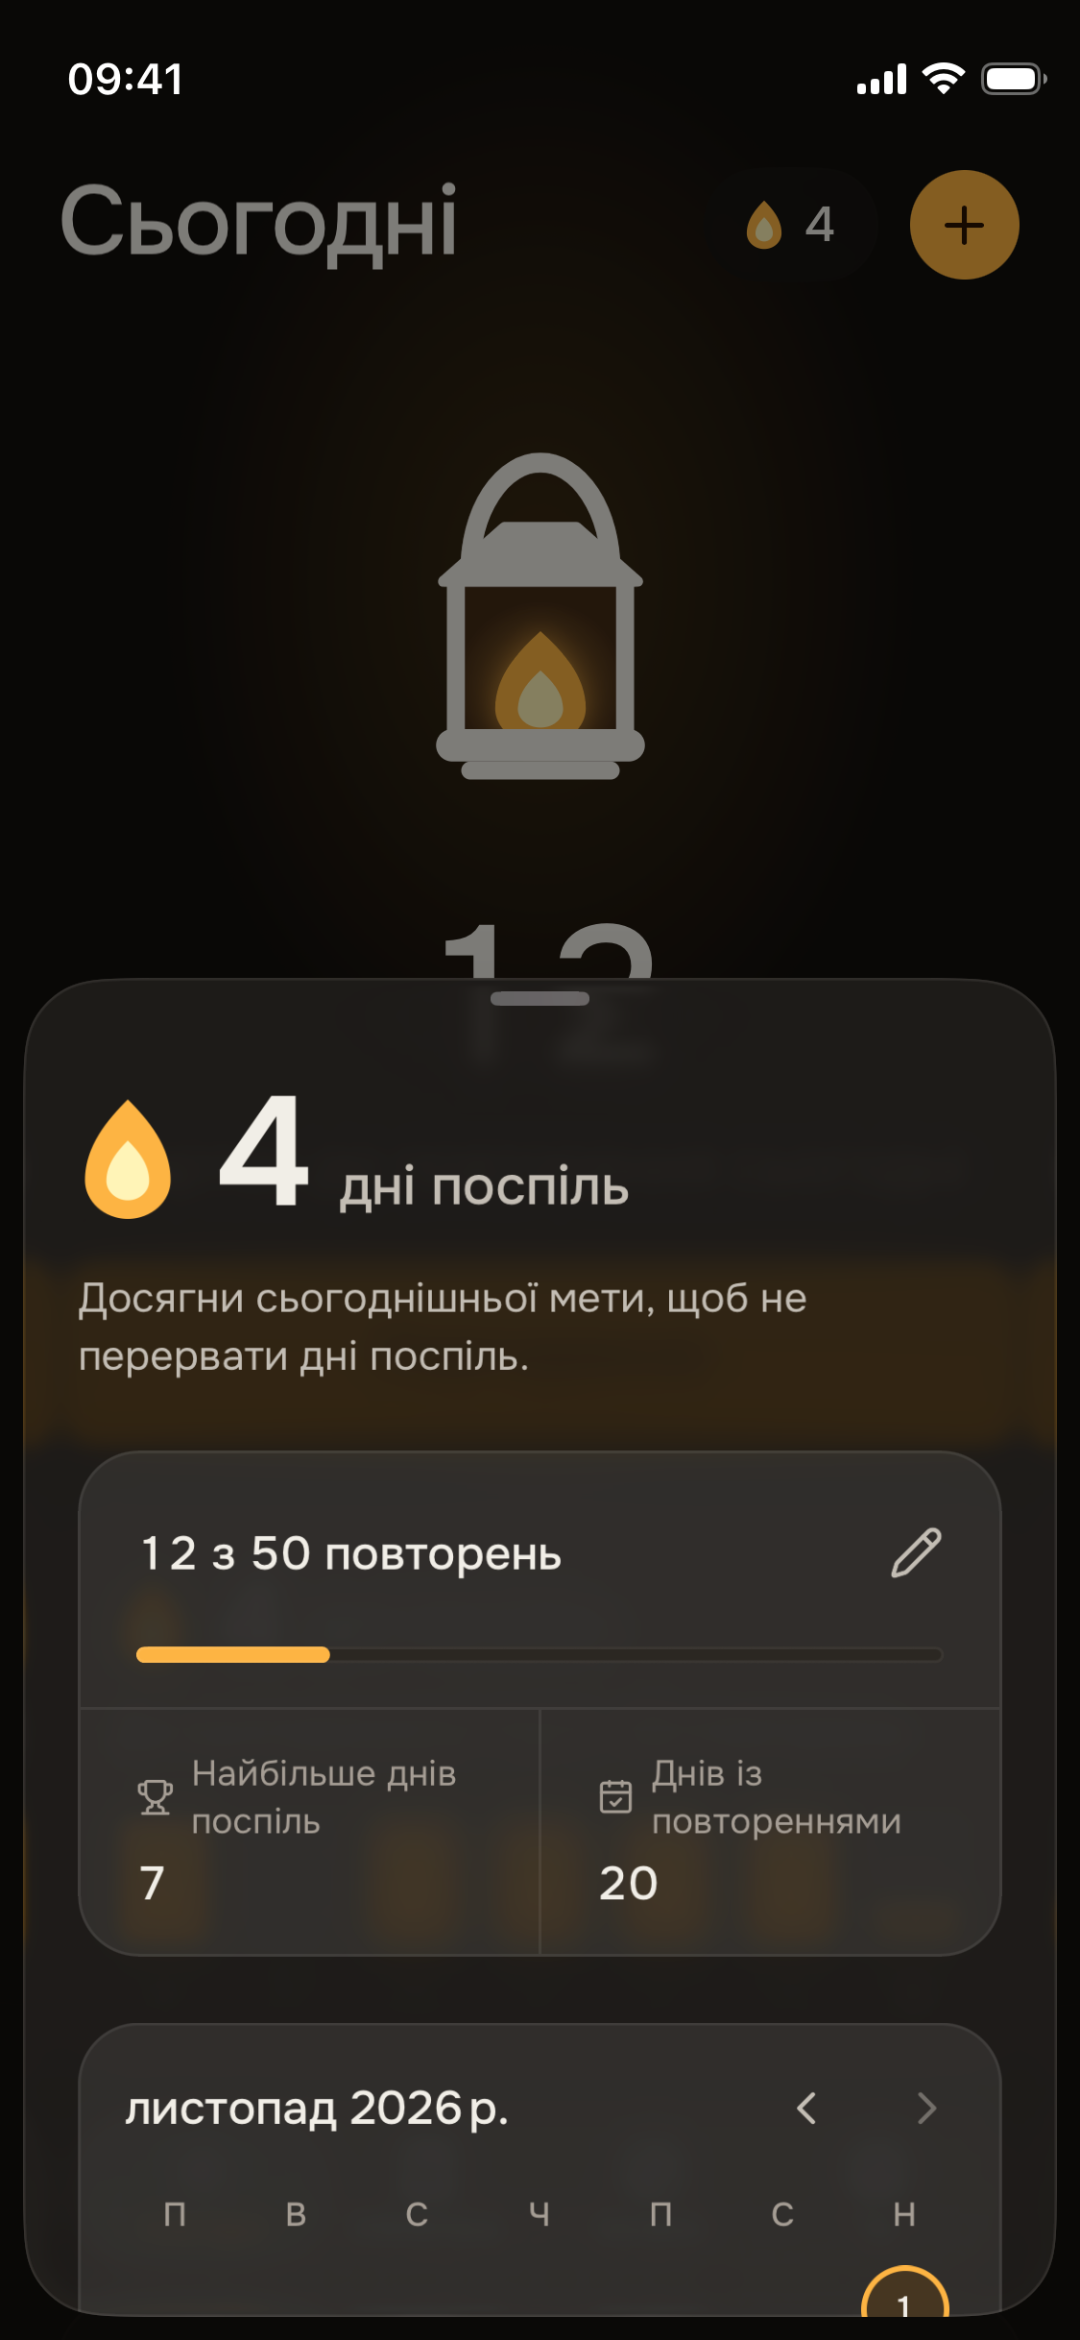 09:41
Сьогодні
4
12
4 дні поспіль
Досягни сьогоднішньої мети, щоб не
перервати дні поспіль.
12 з 50 повторень
Найбільше днів
поспіль
7
Днів із
повтореннями
20
листопад 2026 р.
П В С Ч П С Н
1